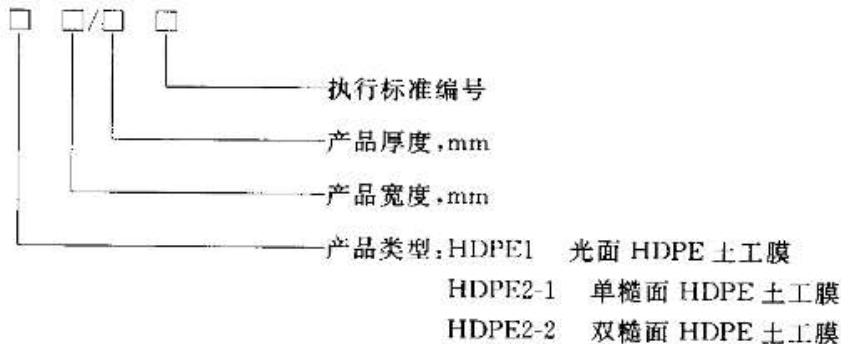 □ □/□ □
执行标准编号
产品厚度,mm
产品宽度,mm
产品类型:HDPE1 光面 HDPE 土工膜
HDPE2-1 单糙面 HDPE 土工膜
HDPE2-2 双糙面 HDPE 土工膜